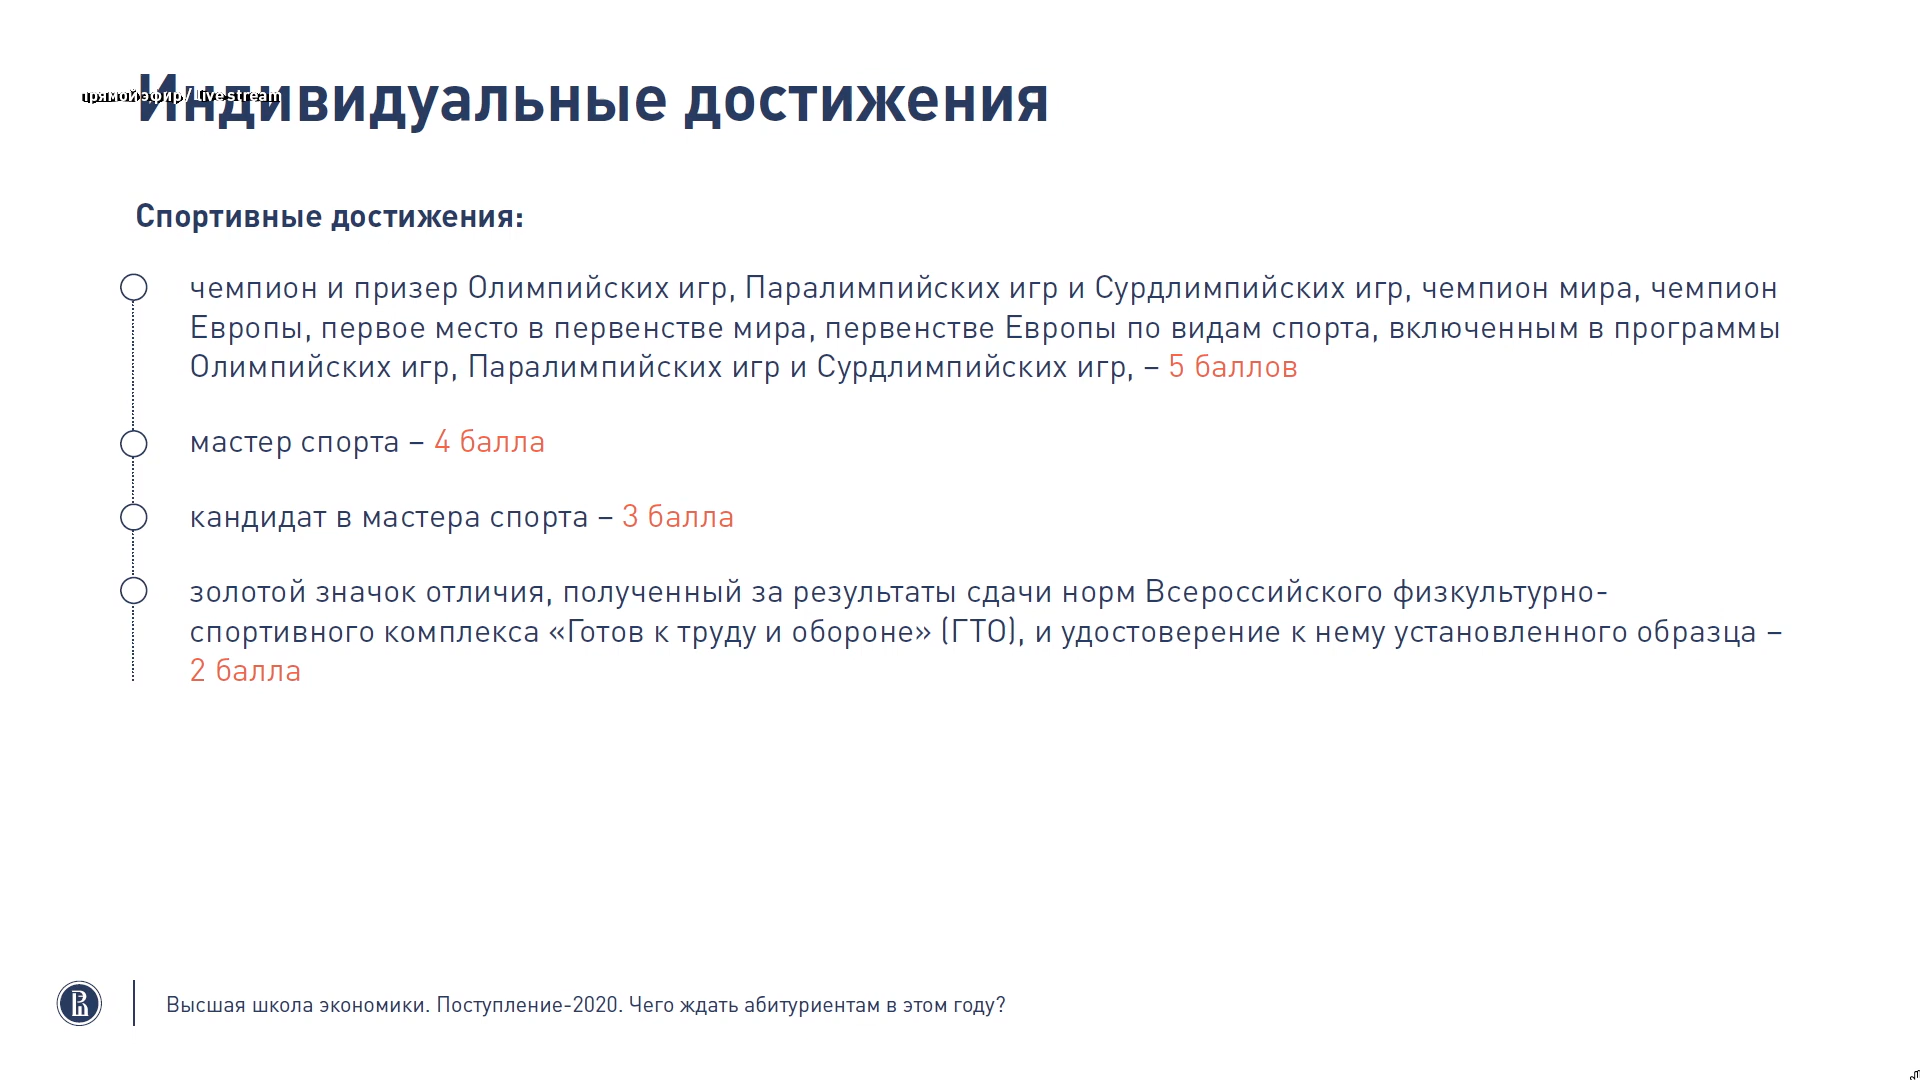 Индивидуальные достижения
прямой эфир / Live stream
Спортивные достижения:
чемпион и призер Олимпийских игр, Паралимпийских игр и Сурдлимпийских игр, чемпион мира, чемпион
Европы, первое место в первенстве мира, первенстве Европы по видам спорта, включенным в программы
Олимпийских игр, Паралимпийских игр и Сурдлимпийских игр, – 5 баллов
мастер спорта – 4 балла
кандидат в мастера спорта – 3 балла
золотой значок отличия, полученный за результаты сдачи норм Всероссийского физкультурно-
спортивного комплекса «Готов к труду и обороне» (ГТО), и удостоверение к нему установленного образца –
2 балла
Высшая школа экономики. Поступление-2020. Чего ждать абитуриентам в этом году?